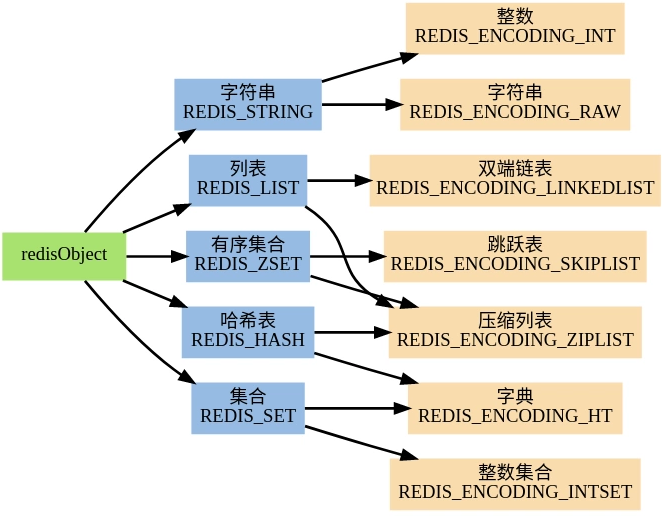 redisObject
字符串
REDIS_STRING
列表
REDIS_LIST
有序集合
REDIS_ZSET
哈希表
REDIS_HASH
集合
REDIS_SET
整数
REDIS_ENCODING_INT
字符串
REDIS_ENCODING_RAW
双端链表
REDIS_ENCODING_LINKEDLIST
跳跃表
REDIS_ENCODING_SKIPLIST
压缩列表
REDIS_ENCODING_ZIPLIST
字典
REDIS_ENCODING_HT
整数集合
REDIS_ENCODING_INTSET